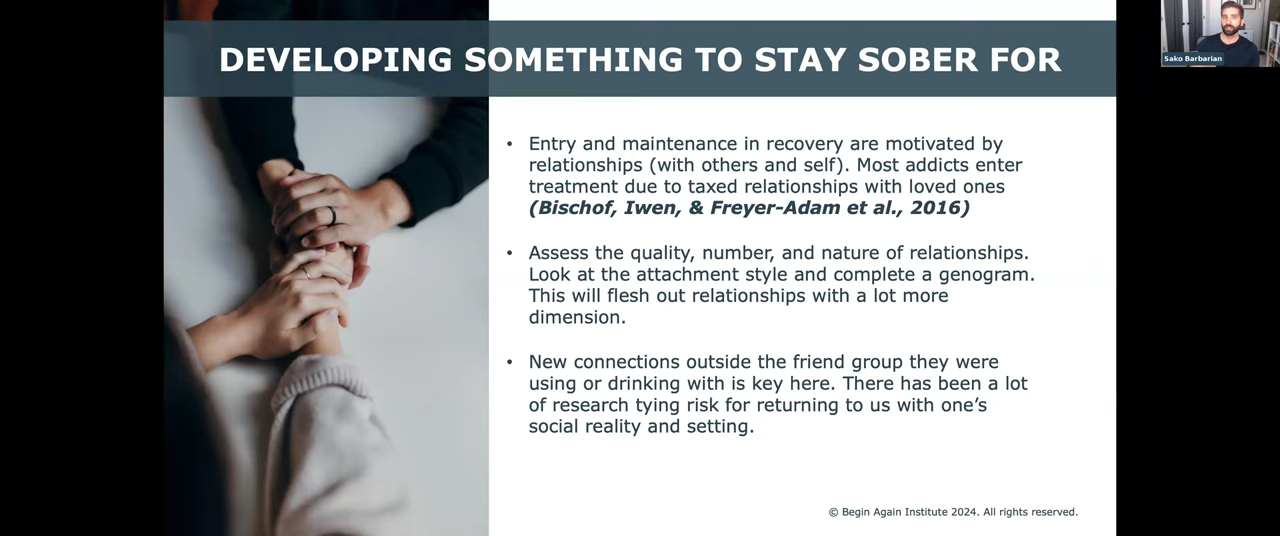 DEVELOPING SOMETHING TO STAY SOBER FOR
Sako Barbarian
• Entry and maintenance in recovery are motivated by
relationships (with others and self). Most addicts enter
treatment due to taxed relationships with loved ones
(Bischof, Iwen, & Freyer-Adam et al., 2016)
• Assess the quality, number, and nature of relationships.
Look at the attachment style and complete a genogram.
This will flesh out relationships with a lot more
dimension.
• New connections outside the friend group they were
using or drinking with is key here. There has been a lot
of research tying risk for returning to us with one’s
social reality and setting.
© Begin Again Institute 2024. All rights reserved.